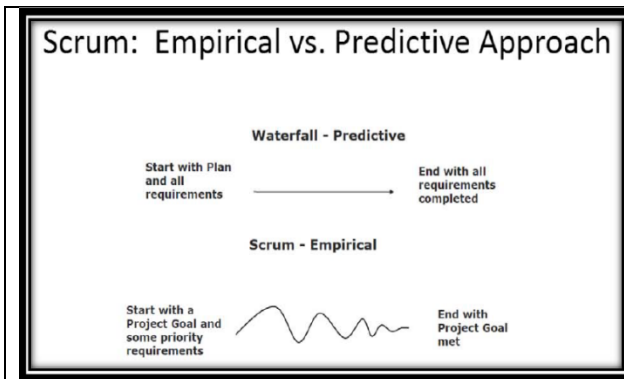 Scrum: Empirical vs. Predictive Approach
Waterfall - Predictive
Start with Plan
and all
requirements
End with all
requirements
completed
Scrum - Empirical
Start with a
Project Goal and
some priority
requirements
End with
Project Goal
met